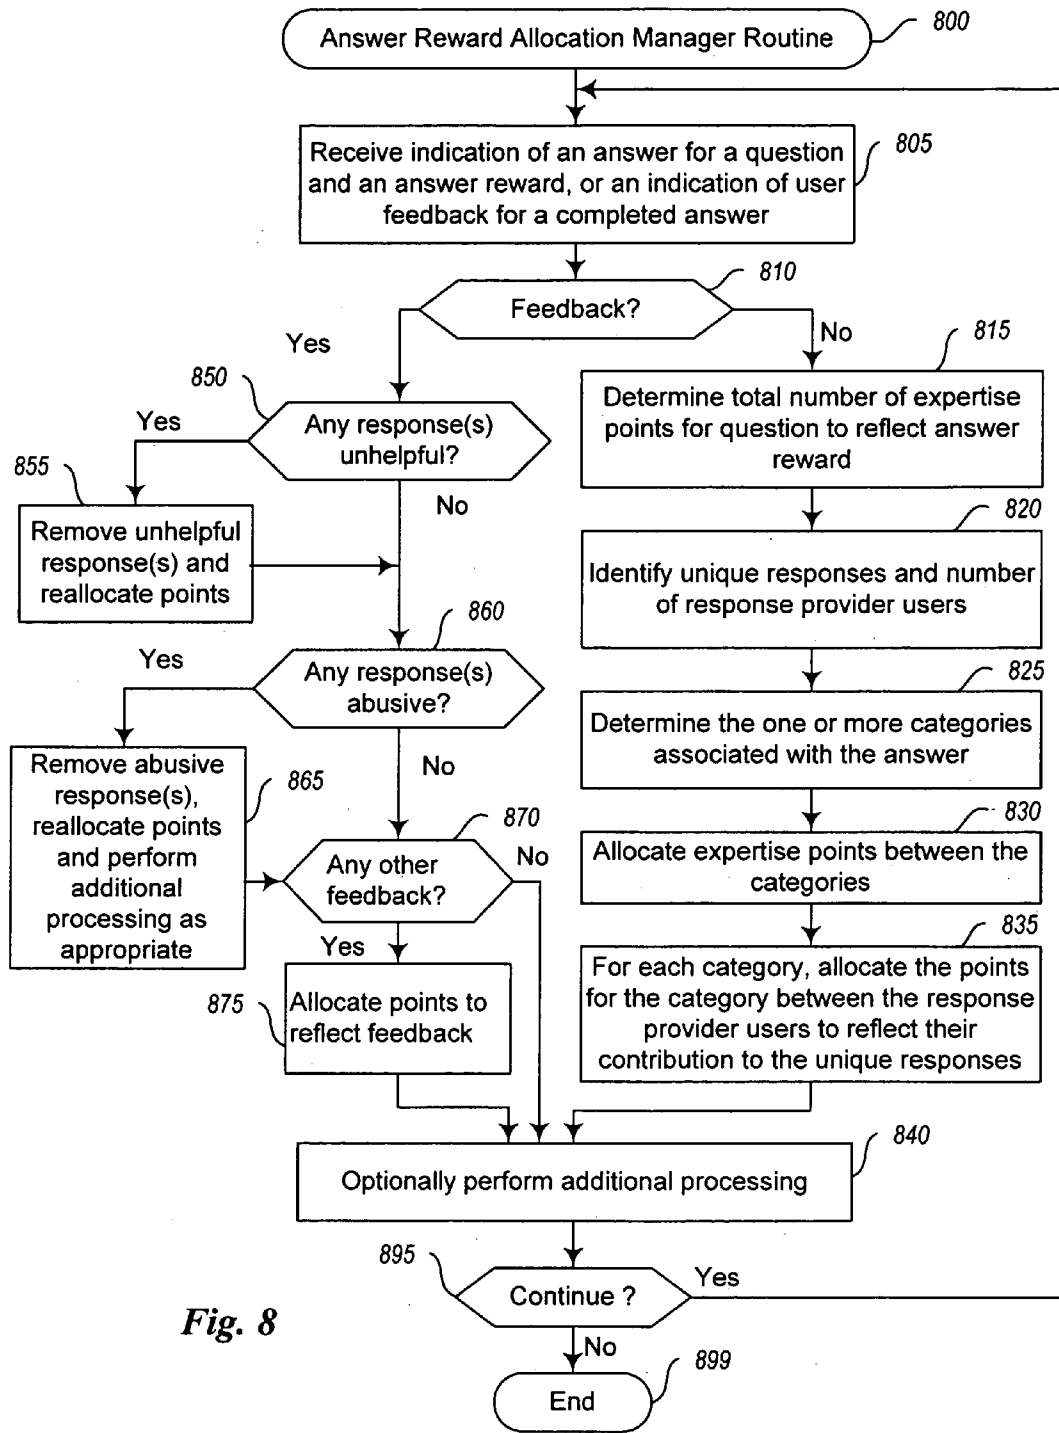 Answer Reward Allocation Manager Routine
800
Receive indication of an answer for a question
and an answer reward, or an indication of user
feedback for a completed answer
805
Feedback?
810
Yes
No
850
Any response(s)
unhelpful?
Yes
No
855
Remove unhelpful
response(s) and
reallocate points
815
Determine total number of expertise
points for question to reflect answer
reward
820
Identify unique responses and number
of response provider users
860
Any response(s)
abusive?
Yes
No
825
Determine the one or more categories
associated with the answer
Remove abusive
response(s),
reallocate points
and perform
additional
processing as
appropriate
865
870
Any other
feedback?
No
Yes
830
Allocate expertise points between the
categories
835
For each category, allocate the points
for the category between the response
provider users to reflect their
contribution to the unique responses
875
Allocate points to
reflect feedback
840
Optionally perform additional processing
895
Continue ?
Yes
No
Fig. 8
899
End